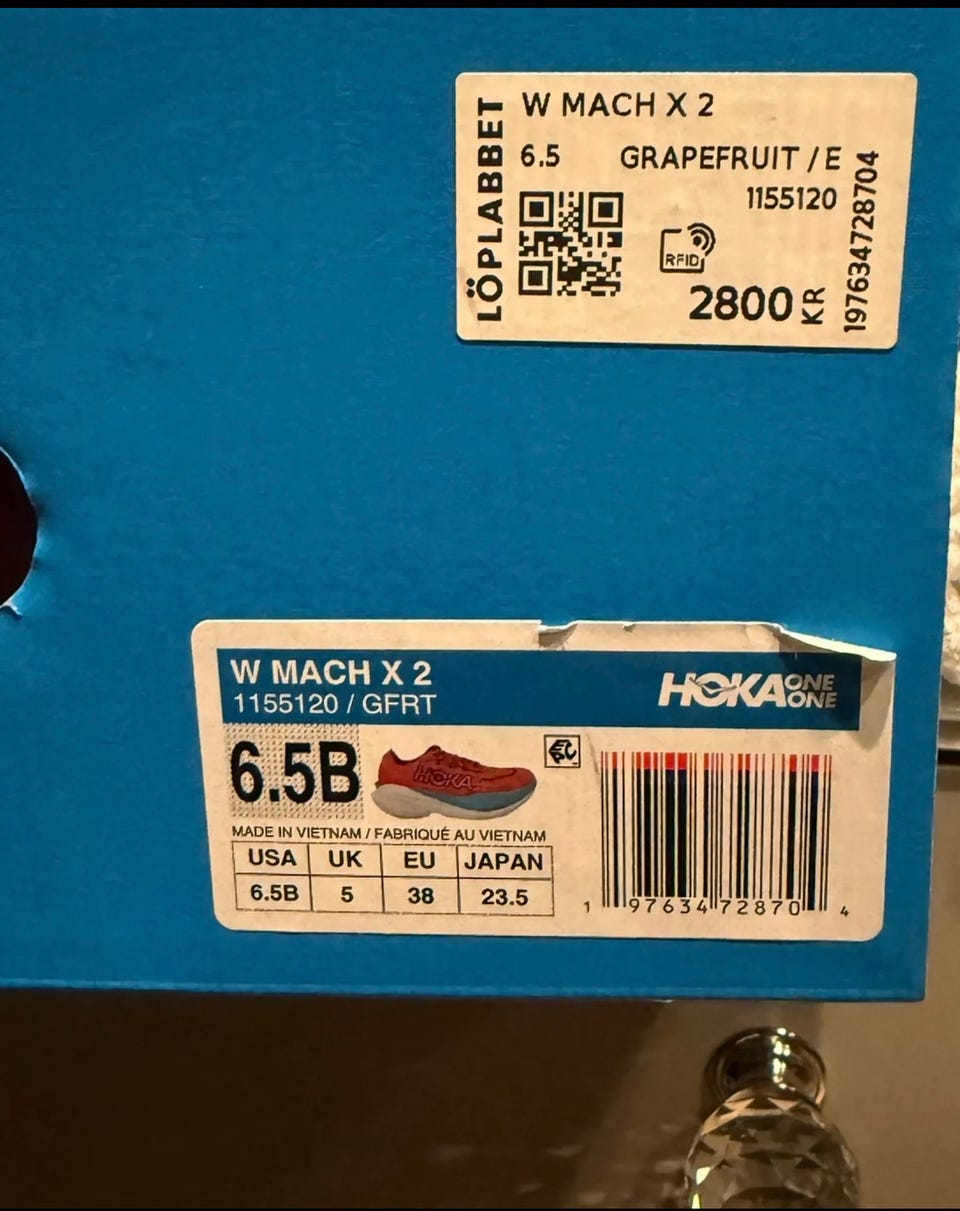 LÖPLABBET
W MACH X 2
6.5 GRAPEFRUIT / E
1155120
RFID
2800 KR
197634728704
W MACH X 2
1155120 / GFRT
HOKA ONE ONE
6.5B
HOKA
MADE IN VIETNAM / FABRIQUÉ AU VIETNAM
USA UK EU JAPAN
6.5B 5 38 23.5
1 97634 72870 4